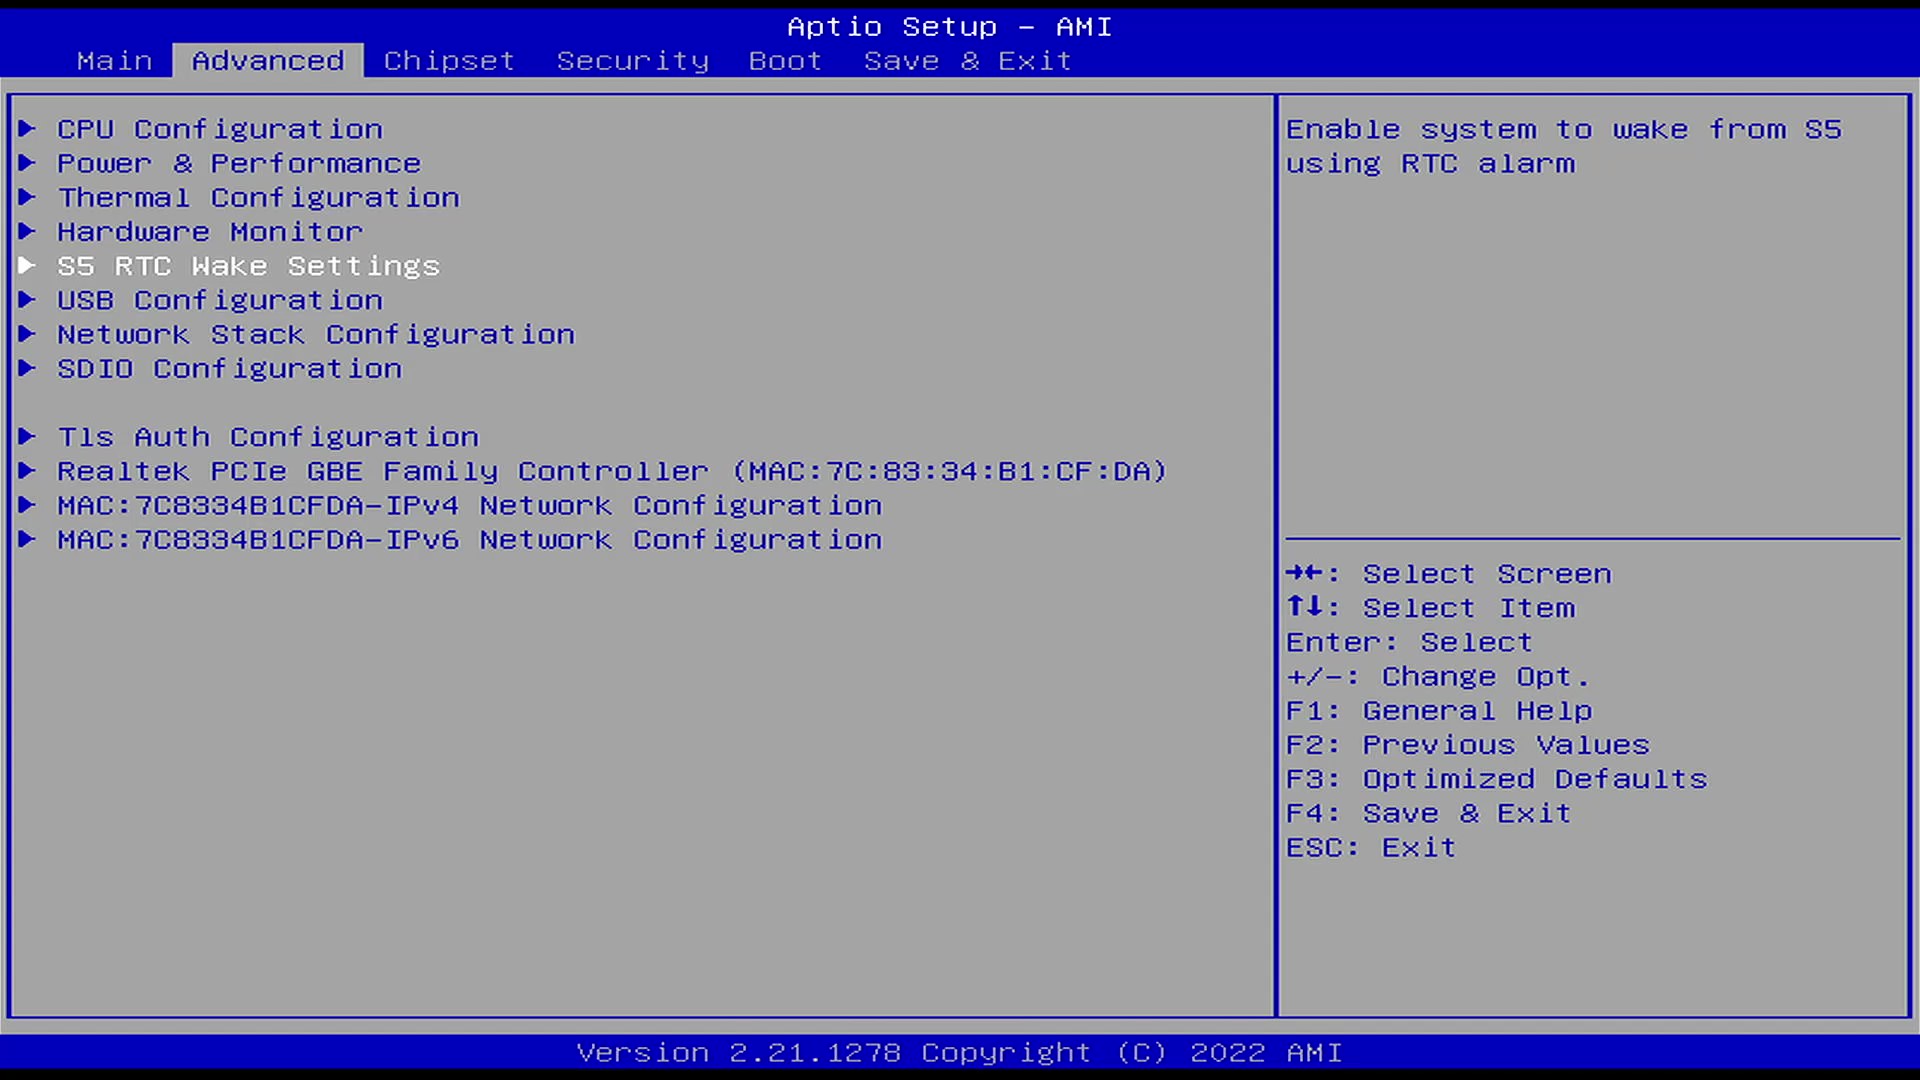 Aptio Setup – AMI
Main Advanced Chipset Security Boot Save & Exit
▶ CPU Configuration
▶ Power & Performance
▶ Thermal Configuration
▶ Hardware Monitor
▶ S5 RTC Wake Settings
▶ USB Configuration
▶ Network Stack Configuration
▶ SDIO Configuration
▶ Tls Auth Configuration
▶ Realtek PCIe GBE Family Controller (MAC:7C:83:34:B1:CF:DA)
▶ MAC:7C8334B1CFDA-IPv4 Network Configuration
▶ MAC:7C8334B1CFDA-IPv6 Network Configuration
Enable system to wake from S5
using RTC alarm
→←: Select Screen
↑↓: Select Item
Enter: Select
+/-: Change Opt.
F1: General Help
F2: Previous Values
F3: Optimized Defaults
F4: Save & Exit
ESC: Exit
Version 2.21.1278 Copyright (C) 2022 AMI